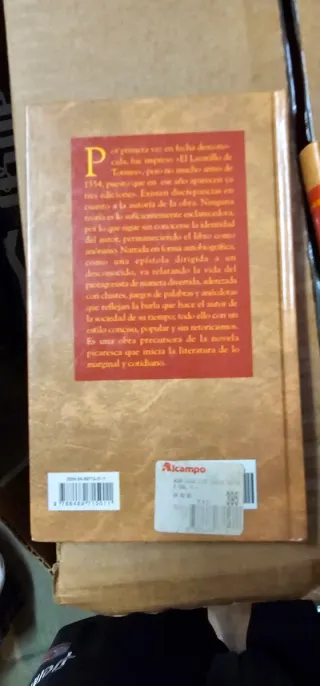 Por primera vez en fecha descono-
cida, fue impreso «El Lazarillo de
Tormes», pero no mucho antes de
1554, puesto que en ese año aparecen
tres ediciones. Existen discrepancias en
cuanto a la autoría de la obra. Ninguna
teoría es lo suficientemente esclarecedora,
por lo que sigue sin conocerse la identidad
del autor, permaneciendo el libro como
anónimo. Narrada en forma autobiográfica,
como una epístola dirigida a un
desconocido, va relatando la vida del
protagonista de manera divertida, aderezada
con chistes, juegos de palabras y anécdotas
que reflejan la burla que hace el autor de
la sociedad de su tiempo; todo ello con un
estilo conciso, popular y sin retoricismos.
Es una obra precursora de la novela
picaresca que inicia la literatura de lo
marginal y cotidiano.
Alcampo